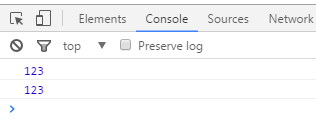 Elements Console Sources Network
top Preserve log
123
123